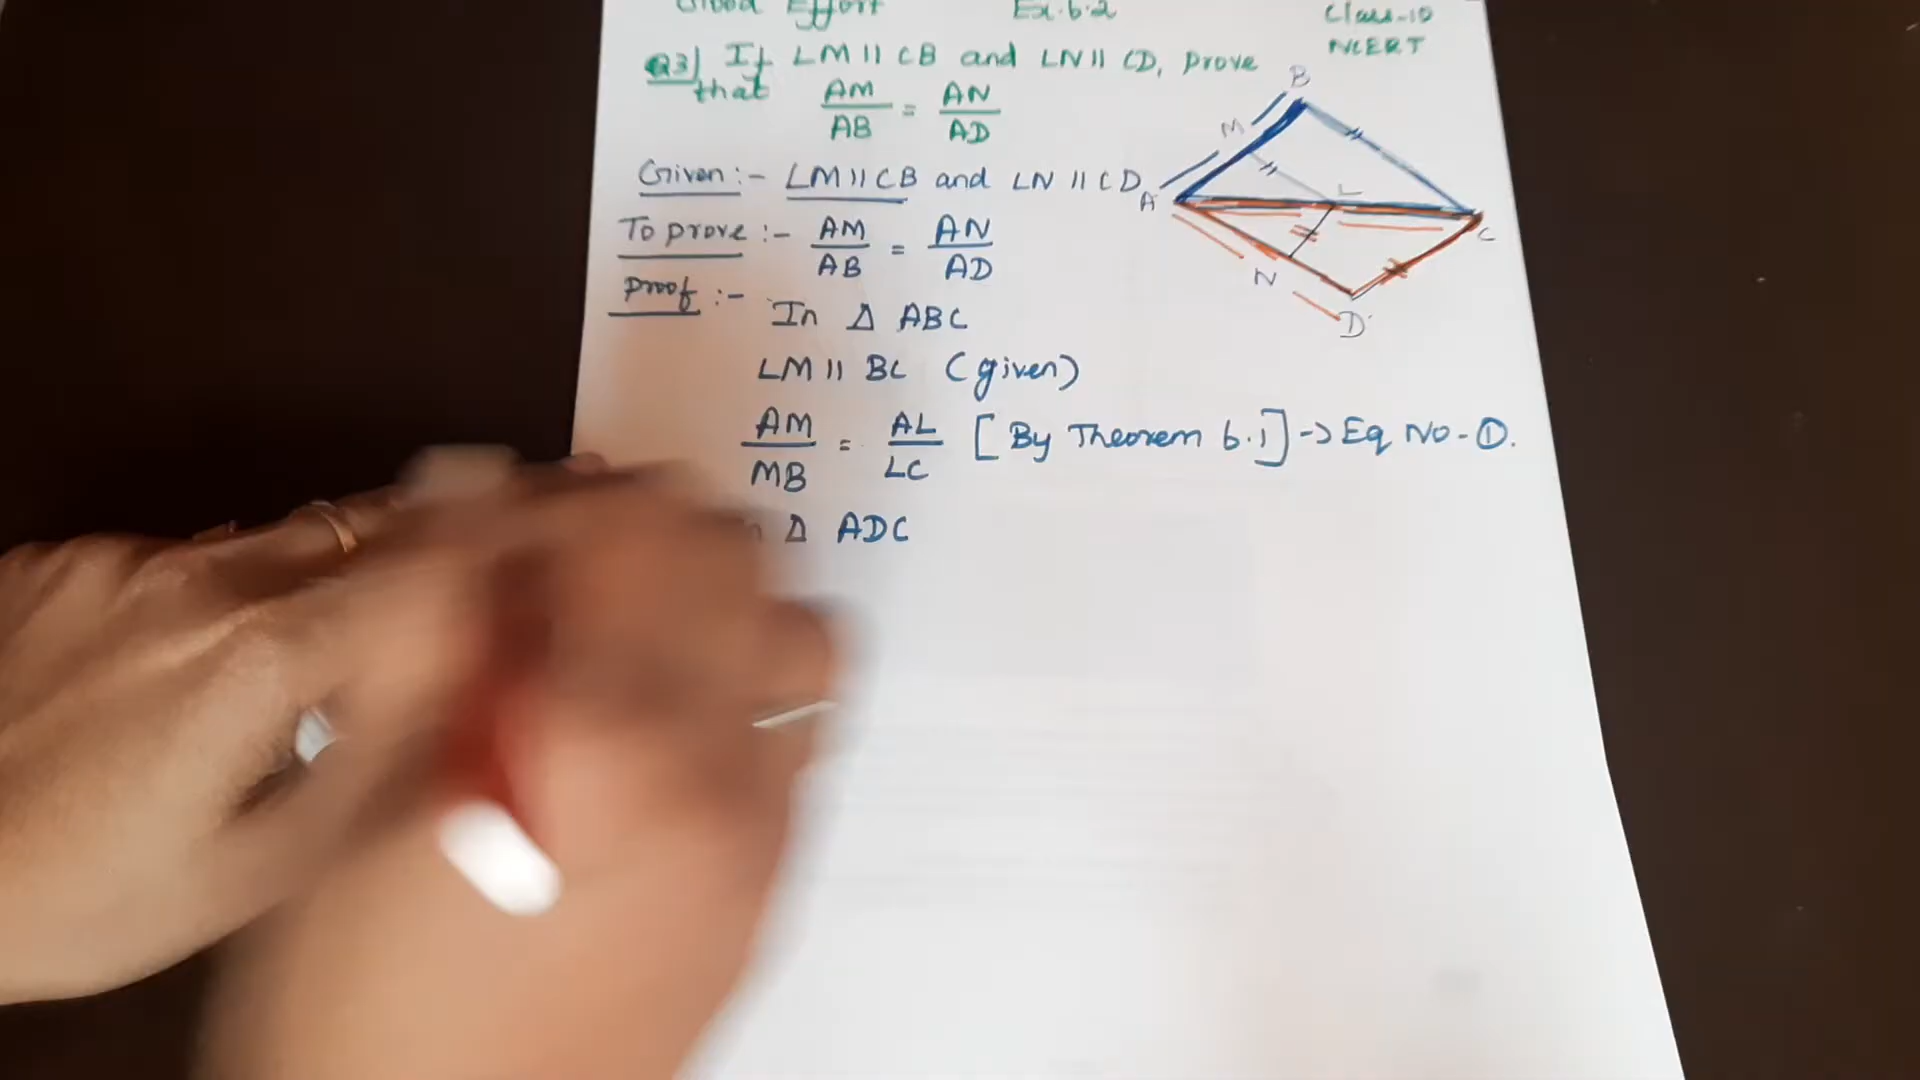 Good Effort Ex.6.2 Class-10
NCERT
Q3) If LM || CB and LN || CD, prove
that AM/AB = AN/AD
Given :- LM || CB and LN || CD
To prove :- AM/AB = AN/AD
Proof :- In Δ ABC
LM || BC (given)
AM/MB = AL/LC [By Theorem 6.1] -> Eq No - ①.
Δ ADC
B
M
A
L
C
N
D